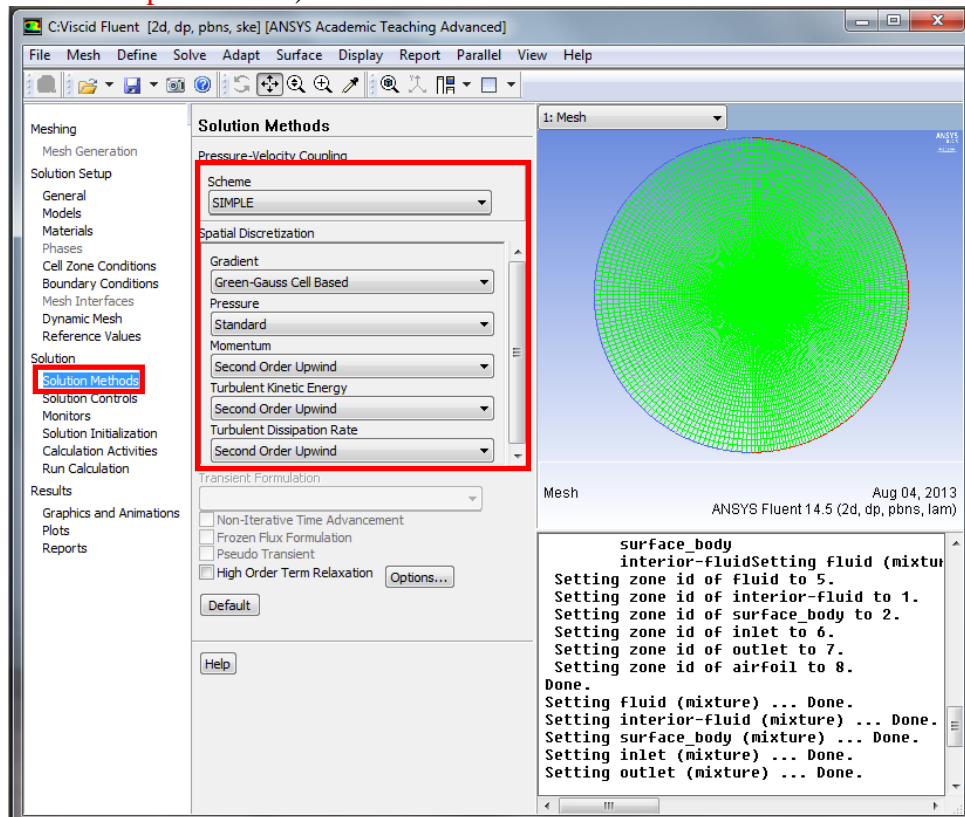 C:Viscid Fluent [2d, dp, pbns, ske] [ANSYS Academic Teaching Advanced]
File Mesh Define Solve Adapt Surface Display Report Parallel View Help
Meshing
Mesh Generation
Solution Setup
General
Models
Materials
Phases
Cell Zone Conditions
Boundary Conditions
Mesh Interfaces
Dynamic Mesh
Reference Values
Solution
Solution Methods
Solution Controls
Monitors
Solution Initialization
Calculation Activities
Run Calculation
Results
Graphics and Animations
Plots
Reports
Solution Methods
Pressure-Velocity Coupling
Scheme
SIMPLE
Spatial Discretization
Gradient
Green-Gauss Cell Based
Pressure
Standard
Momentum
Second Order Upwind
Turbulent Kinetic Energy
Second Order Upwind
Turbulent Dissipation Rate
Second Order Upwind
Transient Formulation
Non-Iterative Time Advancement
Frozen Flux Formulation
Pseudo Transient
High Order Term Relaxation Options...
Default
Help
1: Mesh
ANSYS
Mesh Aug 04, 2013
ANSYS Fluent 14.5 (2d, dp, pbns, lam)
surface_body
interior-fluidSetting fluid (mixtur
Setting zone id of fluid to 5.
Setting zone id of interior-fluid to 1.
Setting zone id of surface_body to 2.
Setting zone id of inlet to 6.
Setting zone id of outlet to 7.
Setting zone id of airfoil to 8.
Done.
Setting fluid (mixture) ... Done.
Setting interior-fluid (mixture) ... Done.
Setting surface_body (mixture) ... Done.
Setting inlet (mixture) ... Done.
Setting outlet (mixture) ... Done.